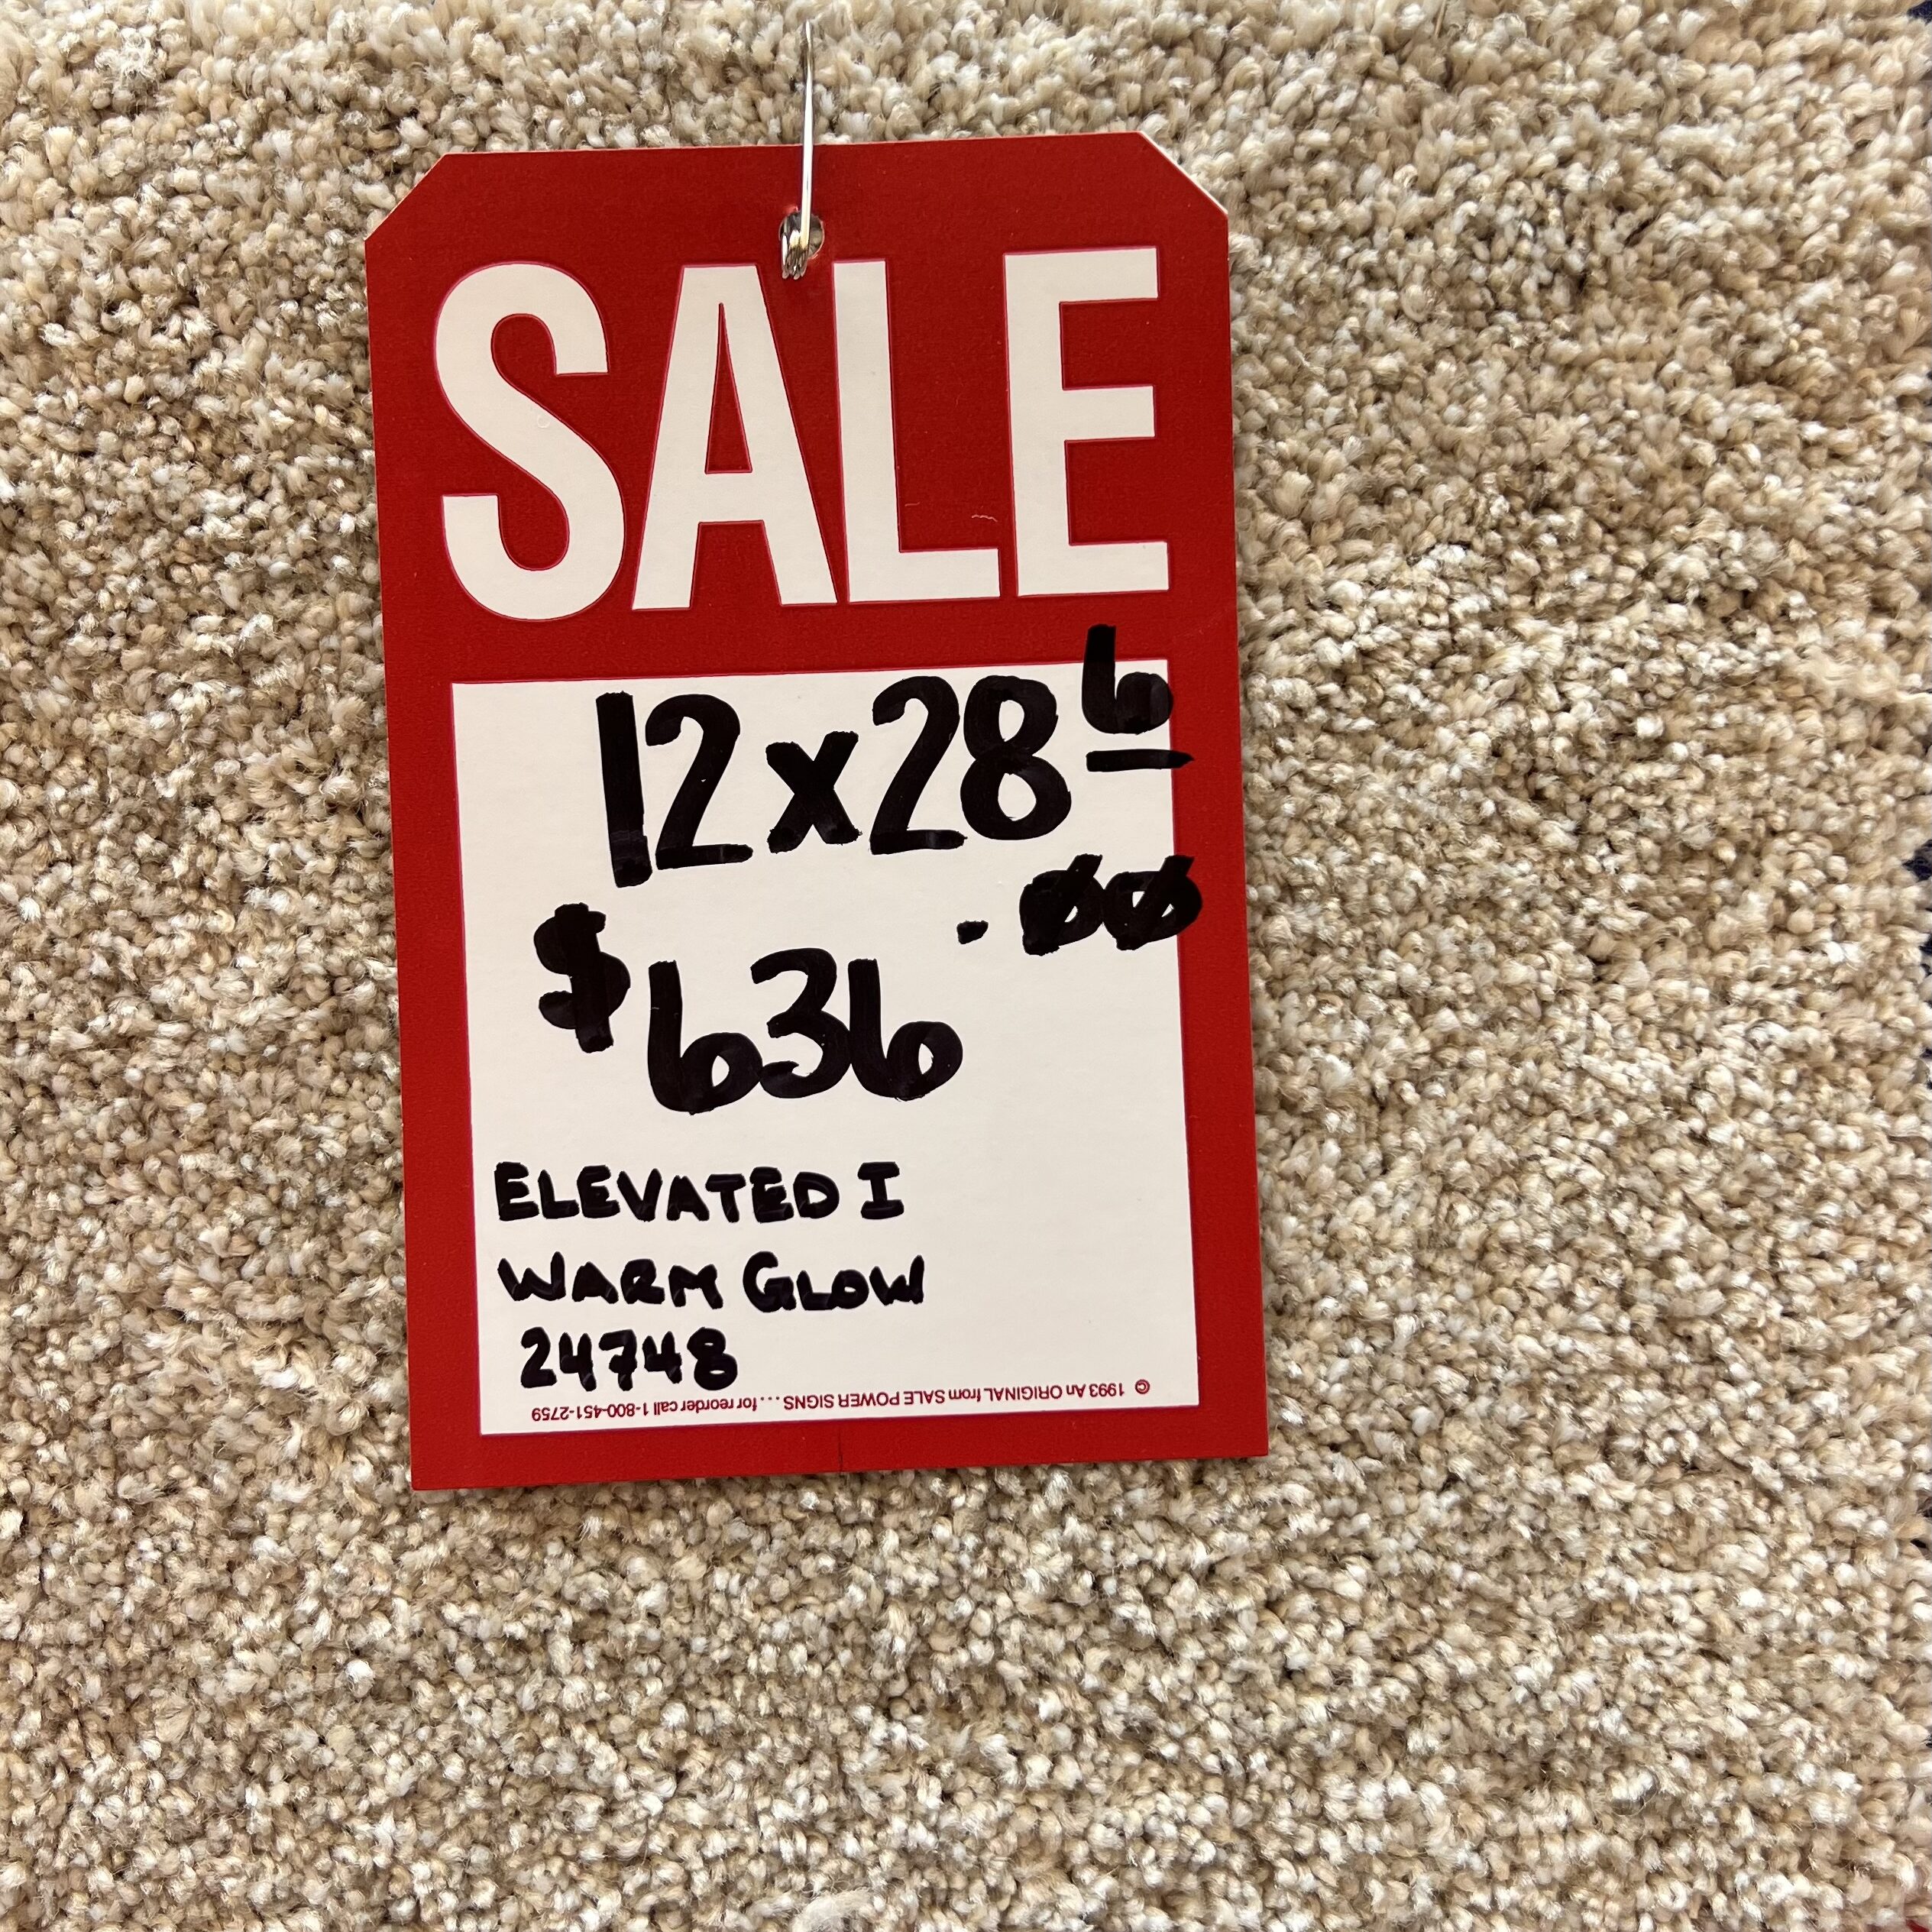 SALE
12x28 6
$636.00
ELEVATED I
WARM GLOW
24748
© 1993 An ORIGINAL from SALE POWER SIGNS .... for reorder call 1-800-451-2759